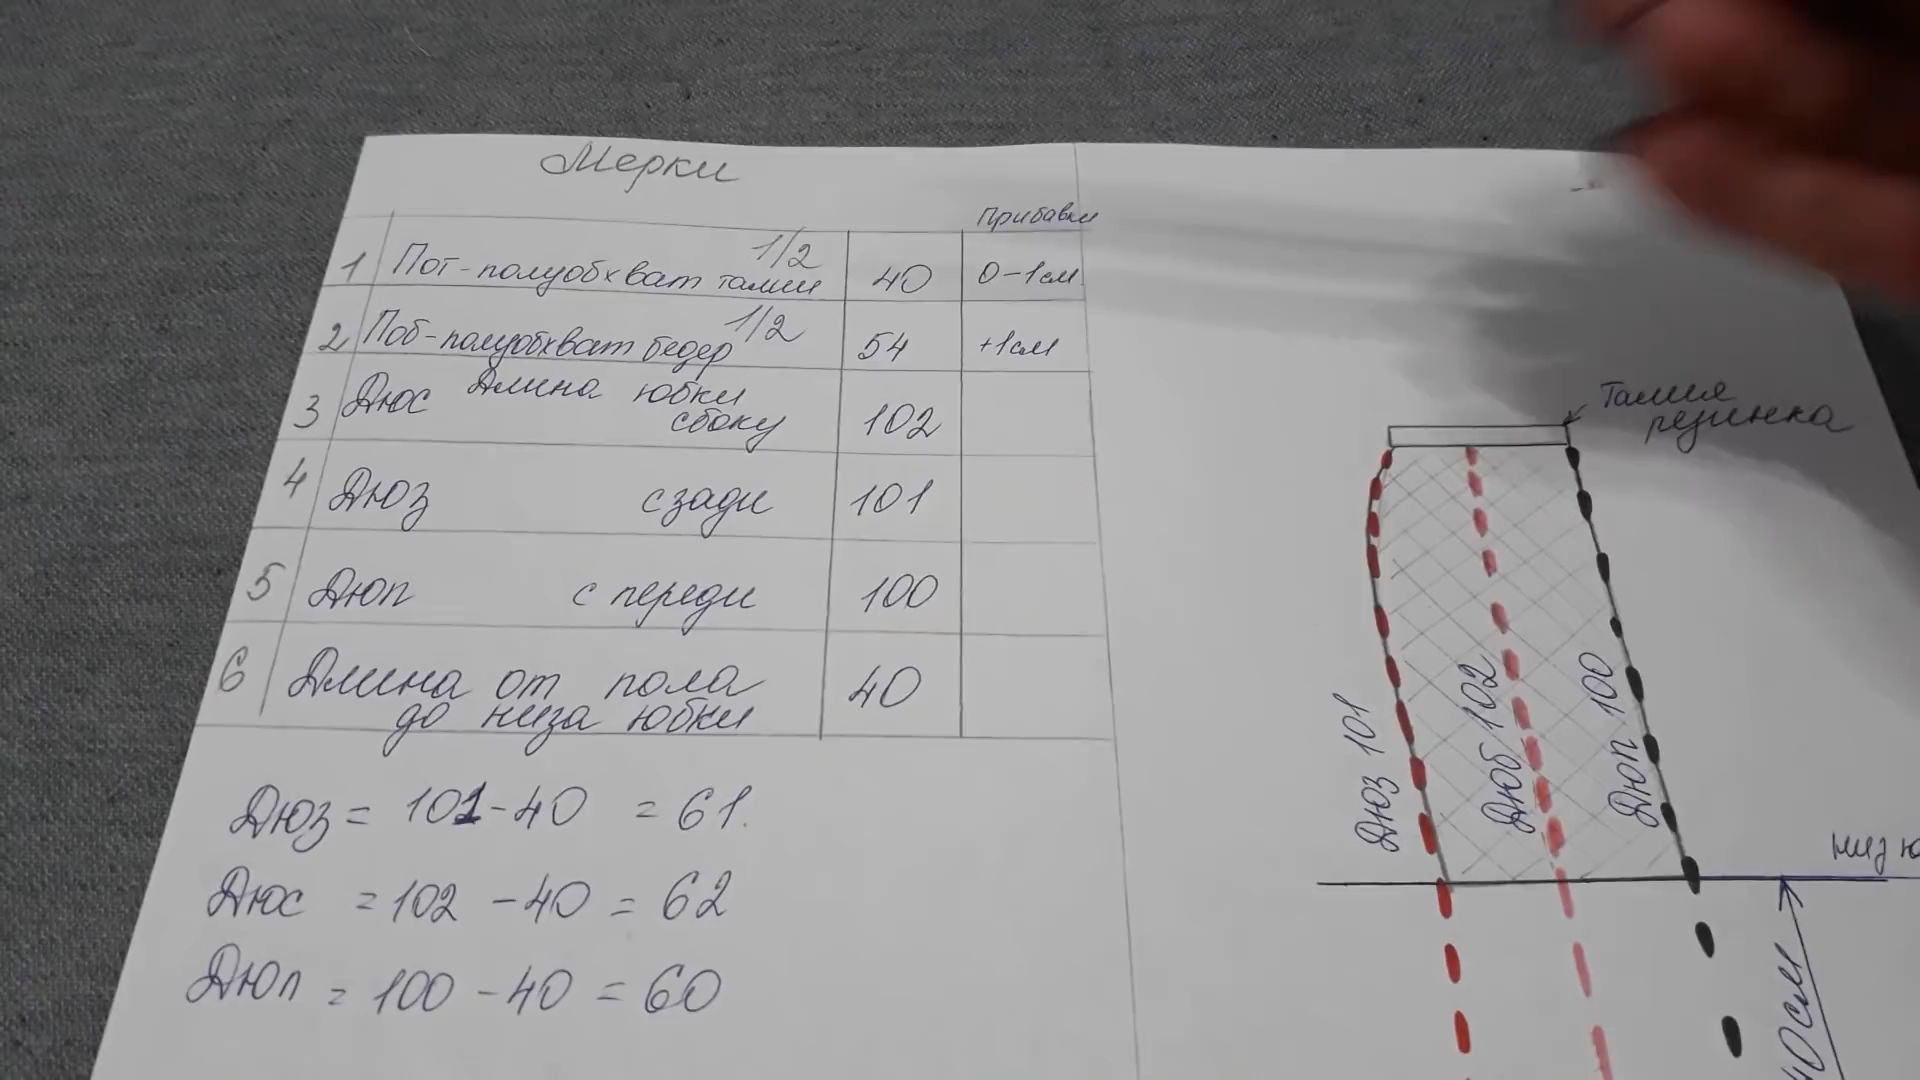 Мерки
Прибавки
1 Пот-полуобхват талии 1/2 40 0-1см
2 Поб-полуобхват бедер 1/2 54 +1см
3 Дюс Длина юбки
сбоку 102
4 Дюз сзади 101
5 Дюп с переди 100
6 Длина от пола
до низа юбки 40
Дюз = 101-40 = 61.
Дюс = 102 - 40 = 62
Дюп = 100 - 40 = 60
Талия
резинка
Дюз 101
Дюб 102
Дюп 100
низ ю
40см